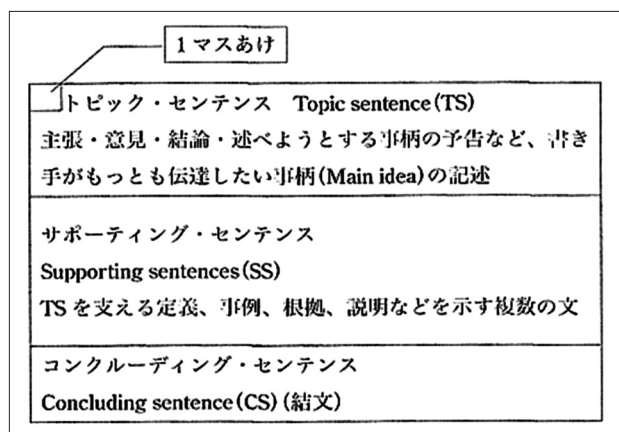 1マスあけ
トピック・センテンス Topic sentence(TS)
主張・意見・結論・述べようとする事柄の予告など、書き
手がもっとも伝達したい事柄(Main idea)の記述
サポーティング・センテンス
Supporting sentences(SS)
TSを支える定義、事例、根拠、説明などを示す複数の文
コンクルーディング・センテンス
Concluding sentence(CS)(結文)